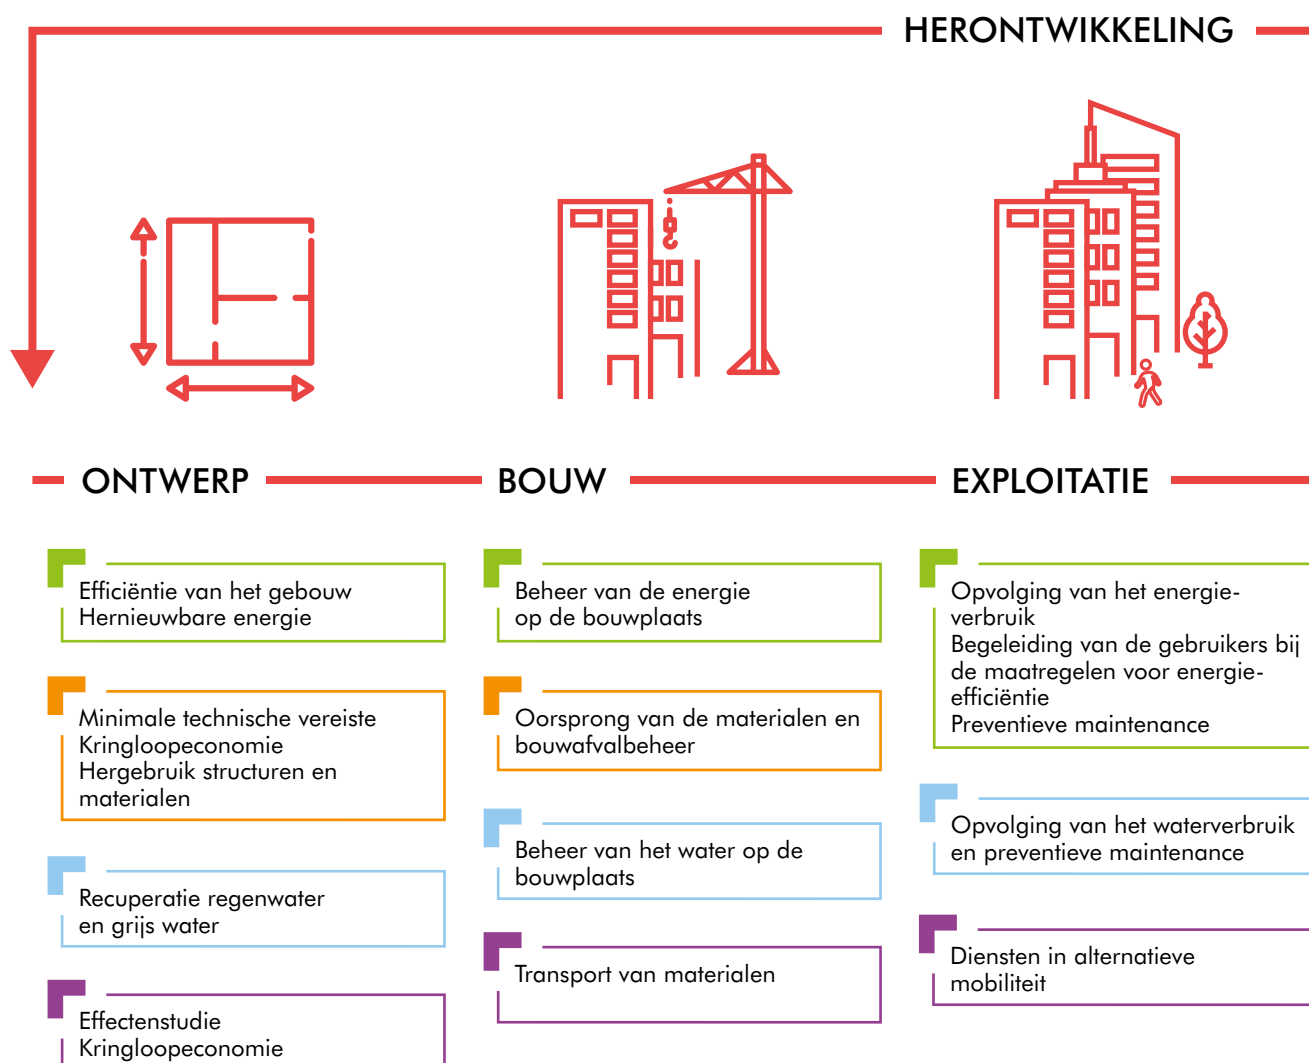 HERONTWIKKELING
ONTWERP
Efficiëntie van het gebouw
Hernieuwbare energie
Minimale technische vereiste
Kringloopeconomie
Hergebruik structuren en
materialen
Recuperatie regenwater
en grijs water
Effectenstudie
Kringloopeconomie
BOUW
Beheer van de energie
op de bouwplaats
Oorsprong van de materialen en
bouwafvalbeheer
Beheer van het water op de
bouwplaats
Transport van materialen
EXPLOITATIE
Opvolging van het energie-
verbruik
Begeleiding van de gebruikers bij
de maatregelen voor energie-
efficiëntie
Preventieve maintenance
Opvolging van het waterverbruik
en preventieve maintenance
Diensten in alternatieve
mobiliteit